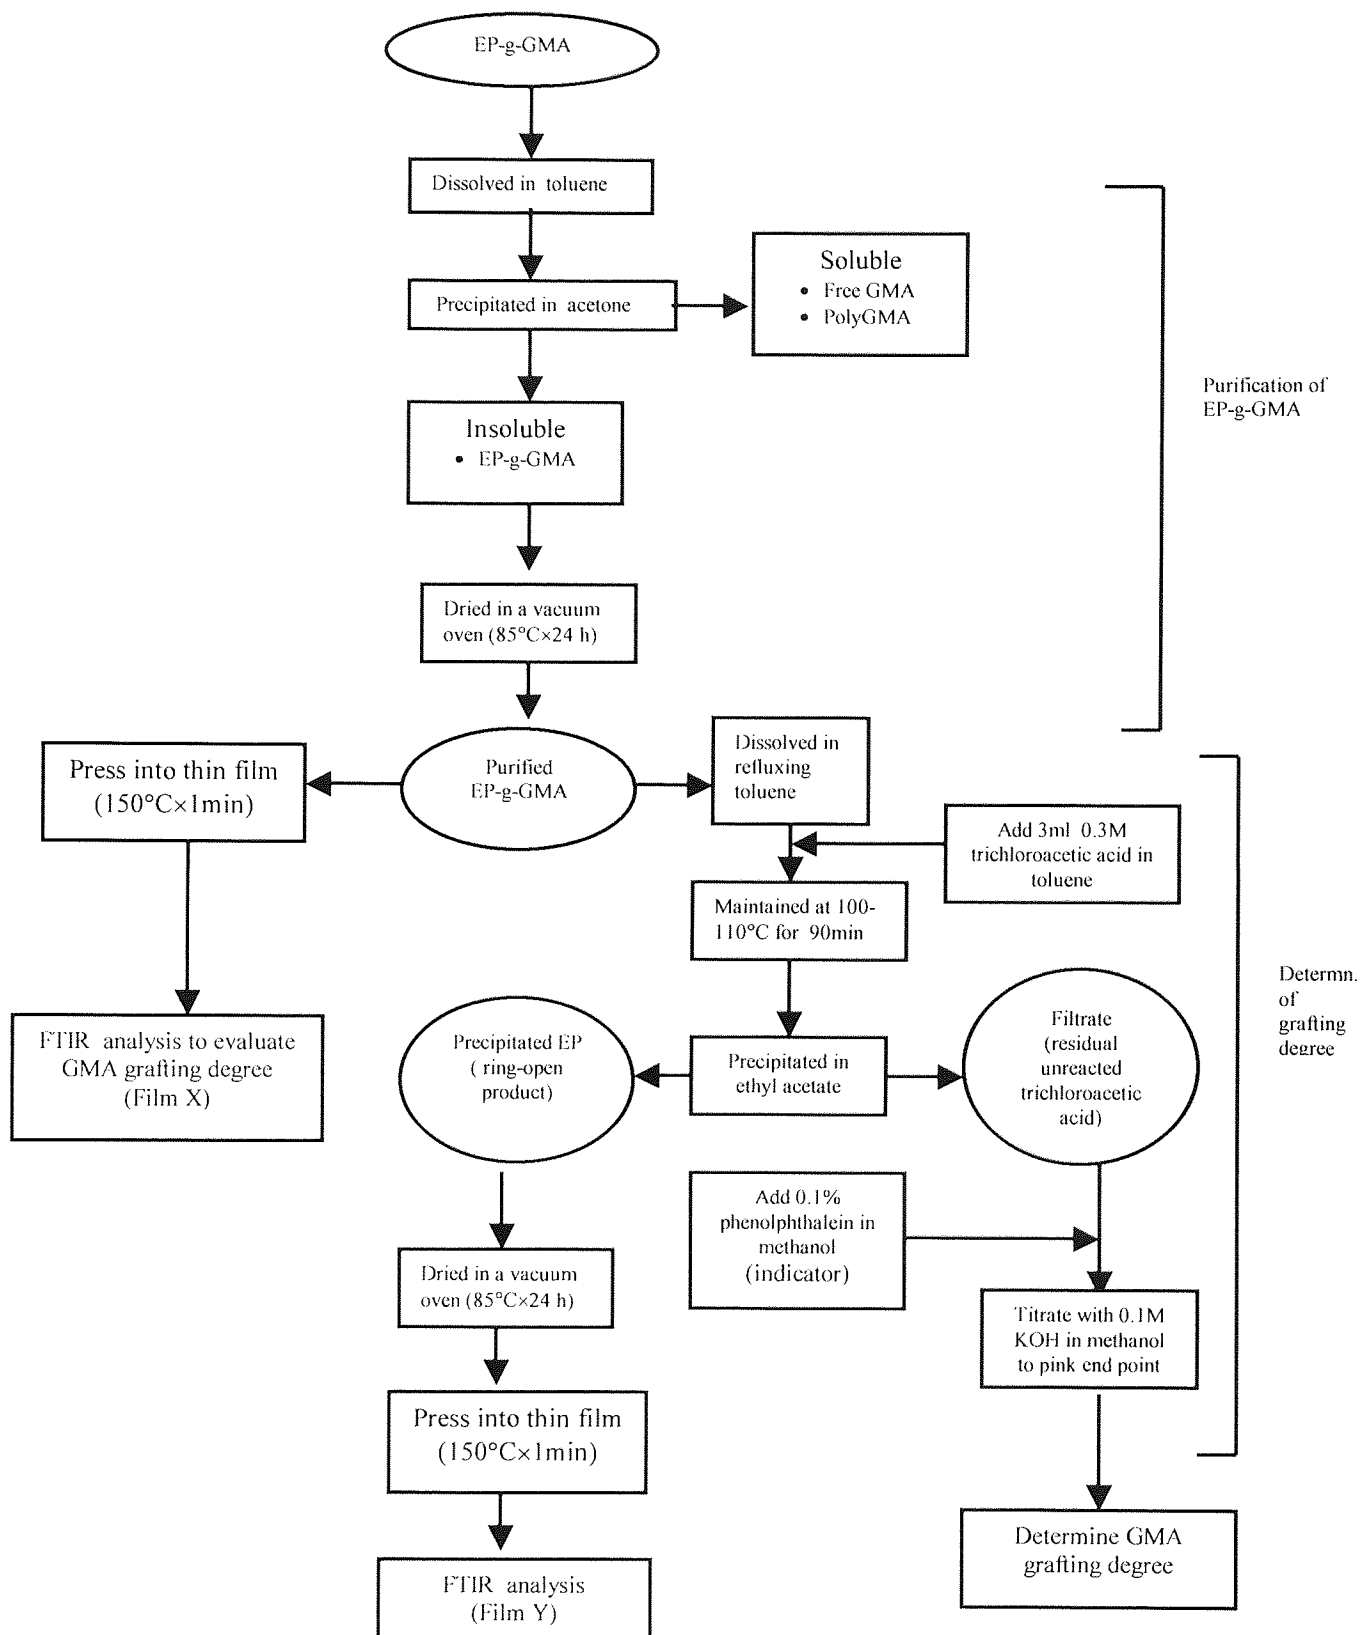 EP-g-GMA
Dissolved in toluene
Precipitated in acetone
Soluble
• Free GMA
• PolyGMA
Insoluble
• EP-g-GMA
Purification of
EP-g-GMA
Dried in a vacuum
oven (85°C×24 h)
Purified
EP-g-GMA
Press into thin film
(150°C×1min)
Dissolved in
refluxing
toluene
Add 3ml 0.3M
trichloroacetic acid in
toluene
Maintained at 100-
110°C for 90min
FTIR analysis to evaluate
GMA grafting degree
(Film X)
Precipitated EP
( ring-open
product)
Precipitated in
ethyl acetate
Filtrate
(residual
unreacted
trichloroacetic
acid)
Determn.
of
grafting
degree
Add 0.1%
phenolphthalein in
methanol
(indicator)
Dried in a vacuum
oven (85°C×24 h)
Titrate with 0.1M
KOH in methanol
to pink end point
Press into thin film
(150°C×1min)
Determine GMA
grafting degree
FTIR analysis
(Film Y)